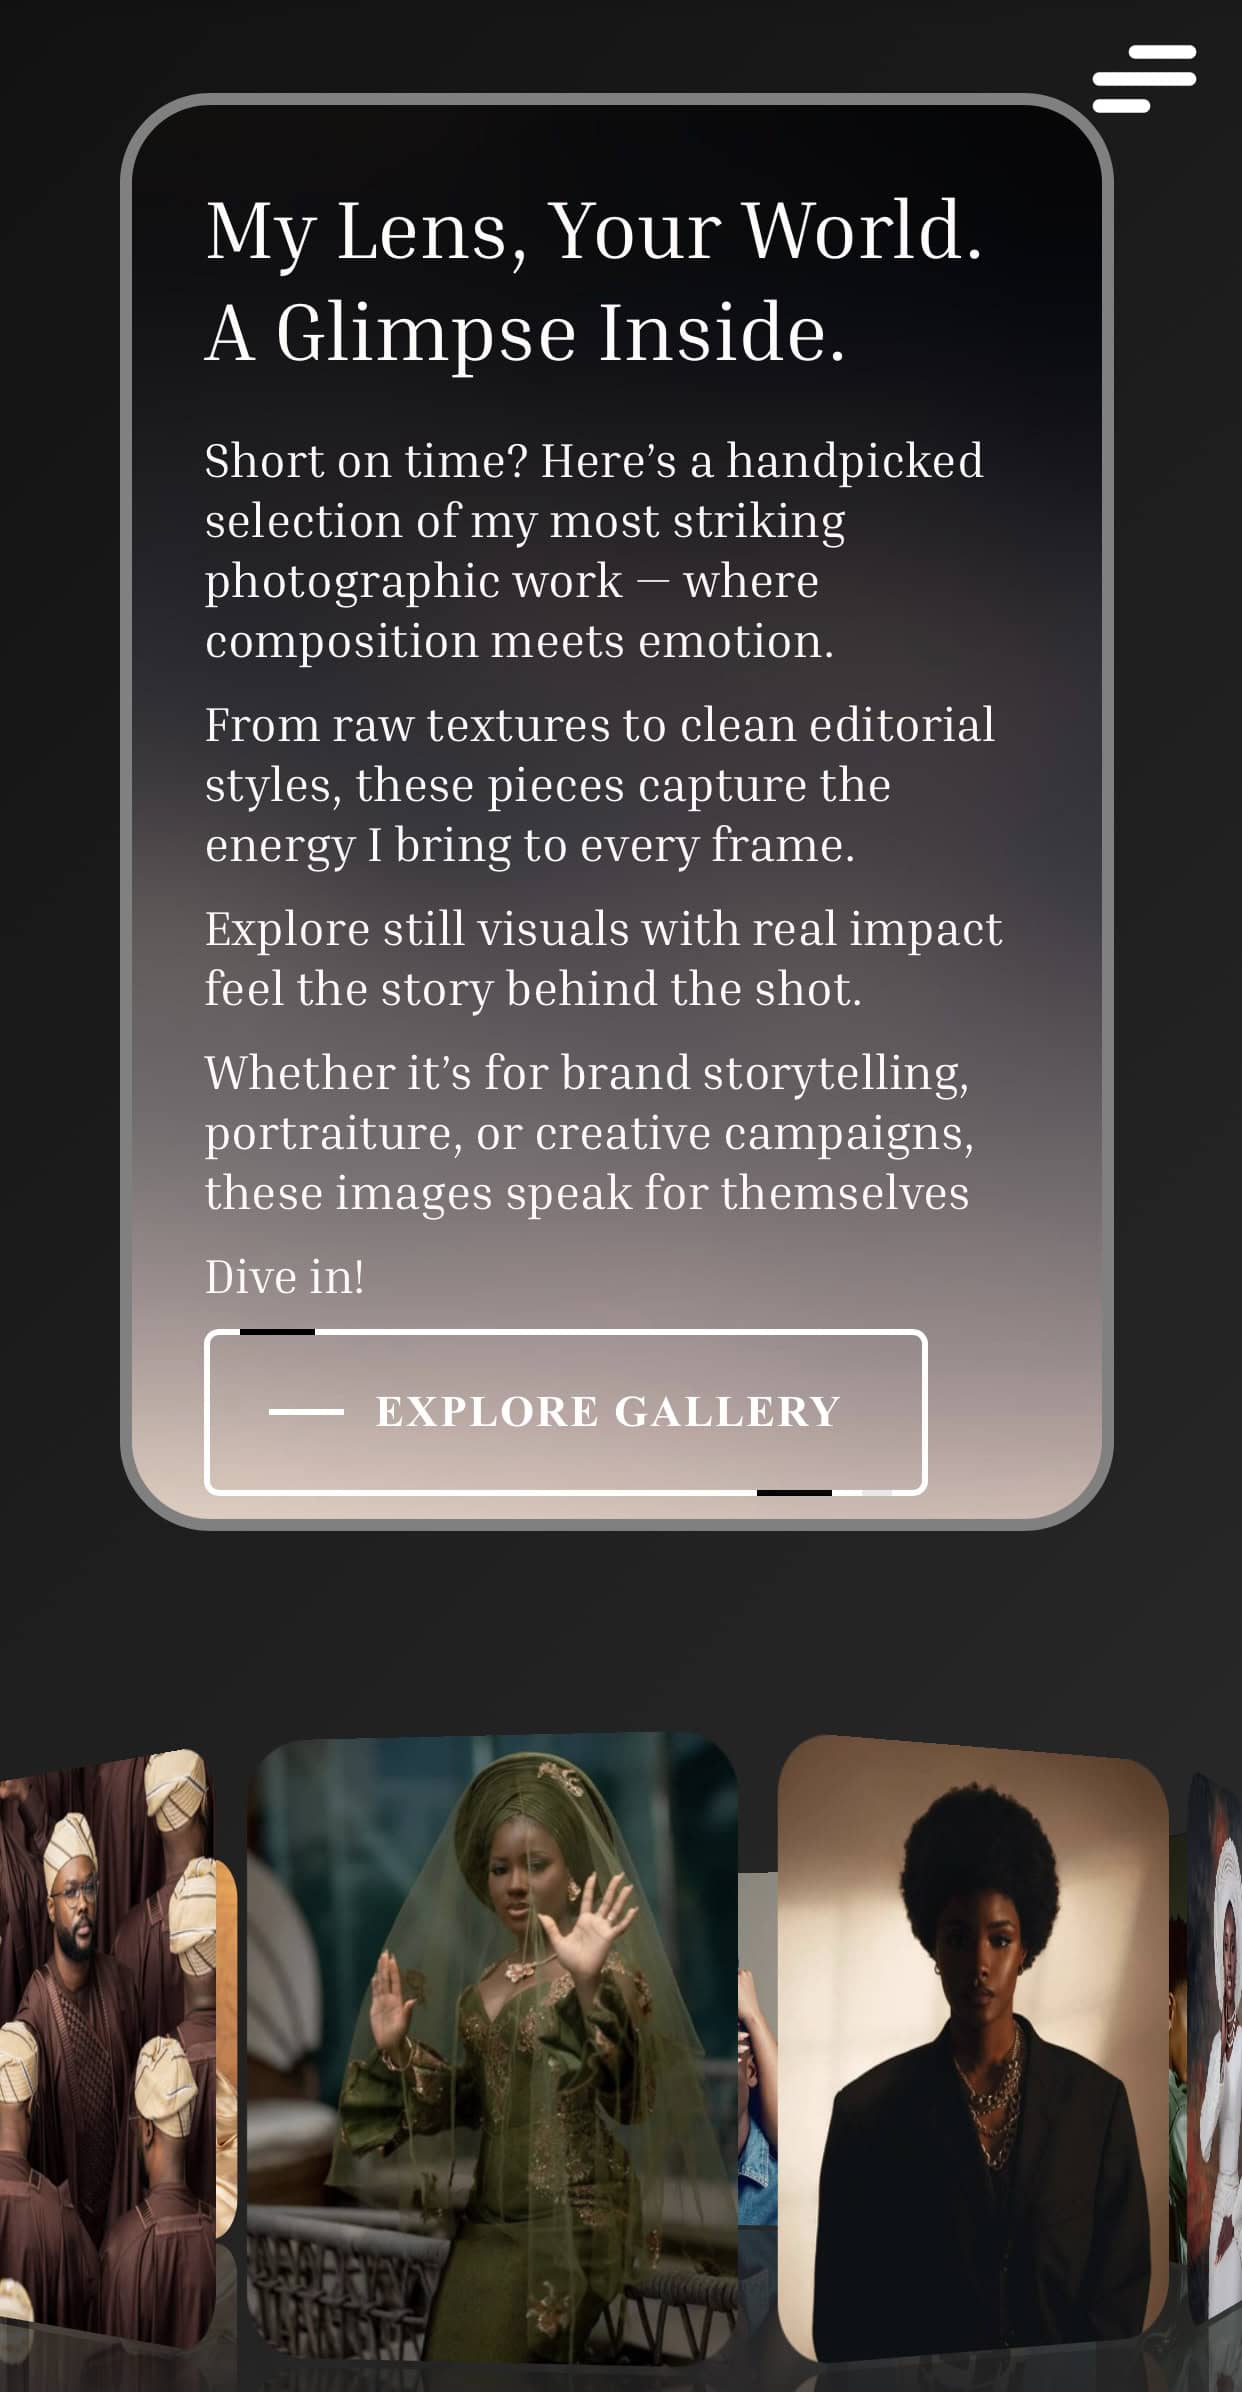 My Lens, Your World.
A Glimpse Inside.
Short on time? Here’s a handpicked
selection of my most striking
photographic work — where
composition meets emotion.
From raw textures to clean editorial
styles, these pieces capture the
energy I bring to every frame.
Explore still visuals with real impact
feel the story behind the shot.
Whether it’s for brand storytelling,
portraiture, or creative campaigns,
these images speak for themselves
Dive in!
EXPLORE GALLERY